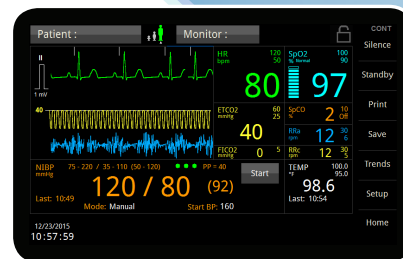 Patient : Monitor : CONT
Silence
Standby
Print
Save
Trends
Setup
Home
II
1 mV
HR 120
bpm 50
80
SpO2 100
% Normal 90
97
40
ETCO2 60
mmHg 25
40
FICO2 5
mmHg 0
SpCO 10
% 2 Off
RRa 30
rpm 12 6
RRc 30
rpm 12 5
NIBP 75 - 220 / 35 - 110 (50 - 120) PP = 40
mmHg
120 / 80 (92)
Last: 10:49
Mode: Manual Start BP: 160
Start
TEMP 100.0
°F 95.0
98.6
Last: 10:54
12/23/2015
10:57:59